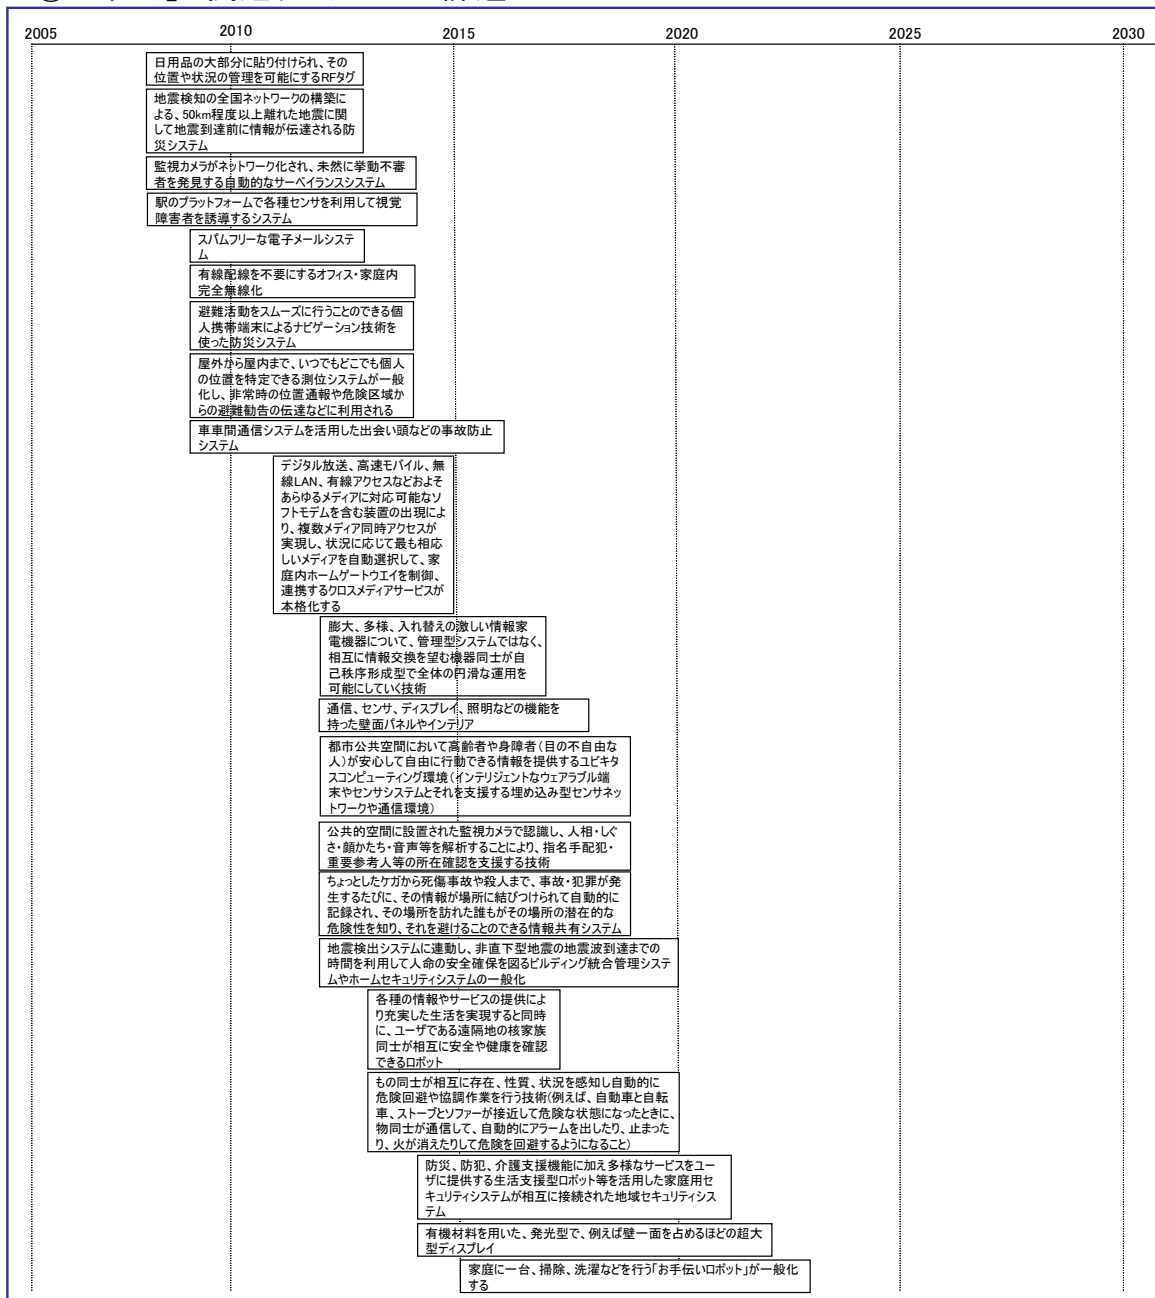 2005 2010 2015 2020 2025 2030
日用品の大部分に貼り付けられ、その
位置や状況の管理を可能にするRFタグ
地震検知の全国ネットワークの構築に
よる、50km程度以上離れた地震に関
して地震到達前に情報が伝達される防
災システム
監視カメラがネットワーク化され、未然に挙動不審
者を発見する自動的なサーベイランスシステム
駅のプラットフォームで各種センサを利用して視覚
障害者を誘導するシステム
スパムフリーな電子メールシステ
ム
有線配線を不要にするオフィス・家庭内
完全無線化
避難活動をスムーズに行うことのできる個
人携帯端末によるナビゲーション技術を
使った防災システム
屋外から屋内まで、いつでもどこでも個人
の位置を特定できる測位システムが一般
化し、非常時の位置通報や危険区域か
らの避難勧告の伝達などに利用される
車車間通信システムを活用した出会い頭などの事故防止
システム
デジタル放送、高速モバイル、無
線LAN、有線アクセスなどおよそ
あらゆるメディアに対応可能なソ
フトモデムを含む装置の出現によ
り、複数メディア同時アクセスが
実現し、状況に応じて最も相応
しいメディアを自動選択して、家
庭内ホームゲートウエイを制御、
連携するクロスメディアサービスが
本格化する
膨大、多様、入れ替えの激しい情報家
電機器について、管理型システムではなく、
相互に情報交換を望む機器同士が自
己秩序形成型で全体の円滑な運用を
可能にしていく技術
通信、センサ、ディスプレイ、照明などの機能を
持った壁面パネルやインテリア
都市公共空間において高齢者や身障者(目の不自由な
人)が安心して自由に行動できる情報を提供するユビキタ
スコンピューティング環境(インテリジェントなウェアラブル端
末やセンサシステムとそれを支援する埋め込み型センサネッ
トワークや通信環境)
公共的空間に設置された監視カメラで認識し、人相・しぐ
さ・顔かたち・音声等を解析することにより、指名手配犯・
重要参考人等の所在確認を支援する技術
ちょっとしたケガから死傷事故や殺人まで、事故・犯罪が発
生するたびに、その情報が場所に結びつけられて自動的に
記録され、その場所を訪れた誰もがその場所の潜在的な
危険性を知り、それを避けることのできる情報共有システム
地震検出システムに連動し、非直下型地震の地震波到達までの
時間を利用して人命の安全確保を図るビルディング統合管理システ
ムやホームセキュリティシステムの一般化
各種の情報やサービスの提供によ
り充実した生活を実現すると同時
に、ユーザである遠隔地の核家族
同士が相互に安全や健康を確認
できるロボット
もの同士が相互に存在、性質、状況を感知し自動的に
危険回避や協調作業を行う技術(例えば、自動車と自転
車、ストーブとソファーが接近して危険な状態になったときに、
物同士が通信して、自動的にアラームを出したり、止まった
り、火が消えたりして危険を回避するようになること)
防災、防犯、介護支援機能に加え多様なサービスをユー
ザに提供する生活支援型ロボット等を活用した家庭用セ
キュリティシステムが相互に接続された地域セキュリティシス
テム
有機材料を用いた、発光型で、例えば壁一面を占めるほどの超大
型ディスプレイ
家庭に一台、掃除、洗濯などを行う「お手伝いロボット」が一般化
する